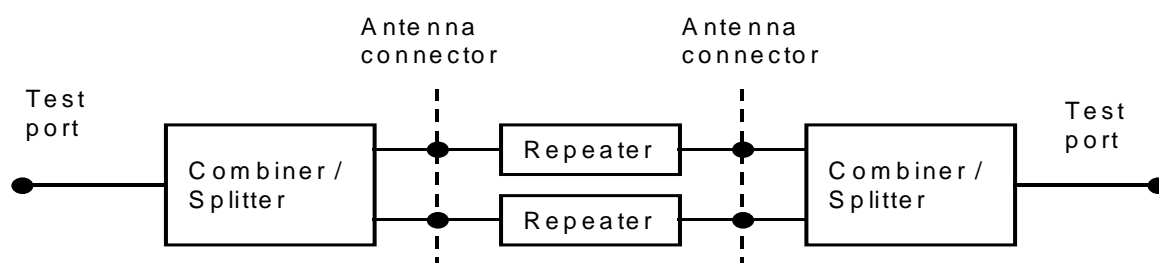 Antenna
connector
Antenna
connector
Test
port
Test
port
Combiner/
Splitter
Repeater
Combiner/
Splitter
Repeater